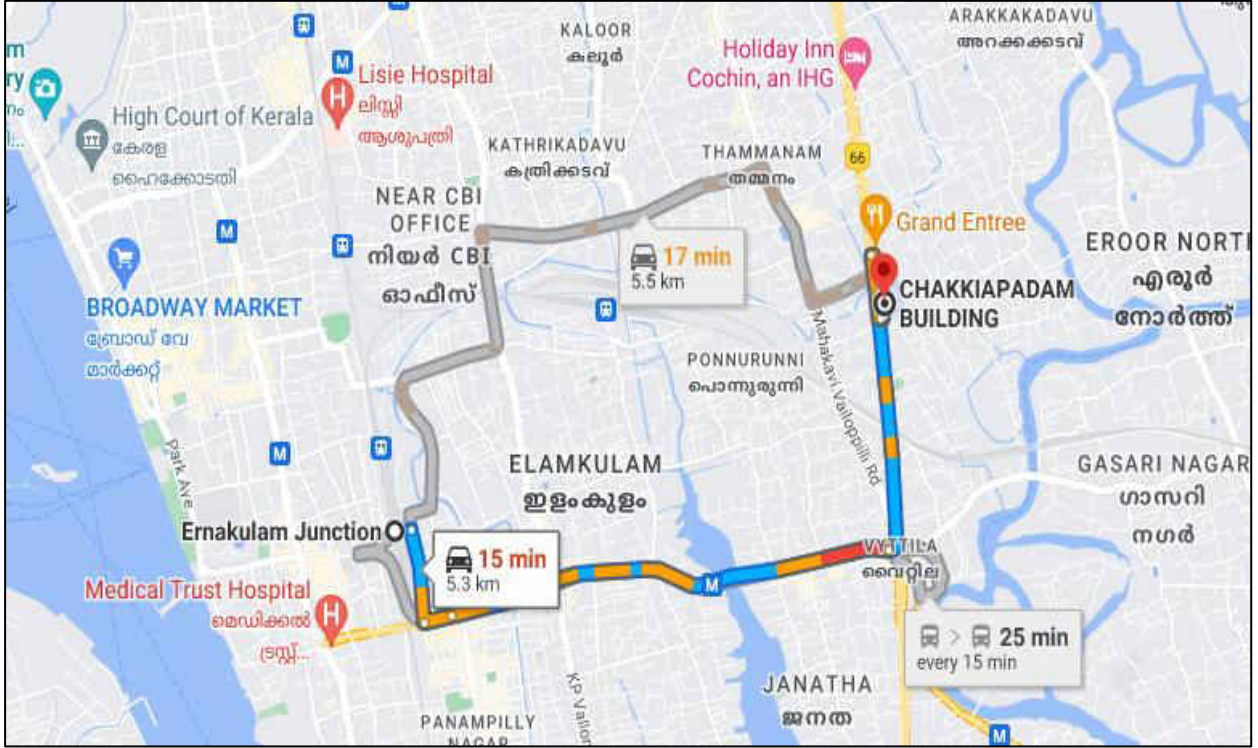 ARAKKAKADAVU
അറക്കക്കടവ്
KALOOR
കലൂർ
Holiday Inn
Cochin, an IHG
m
ry
Lisie Hospital
ലിസ്സി
ആശുപത്രി
High Court of Kerala
കേരള
ഹൈക്കോടതി
KATHRIKADAVU
കത്രിക്കടവ്
THAMMANAM
തമ്മനം
66
NEAR CBI
OFFICE
നിയർ CBI
ഓഫീസ്
Grand Entree
EROOR NORTH
എരൂർ
നോർത്ത്
17 min
5.5 km
CHAKKIAPADAM
BUILDING
BROADWAY MARKET
ബ്രോഡ് വേ
മാർക്കറ്റ്
PONNURUNNI
പൊന്നുരുന്നി
Mahakavi Vailoppilli Rd
Park Ave
ELAMKULAM
ഇളംകുളം
GASARI NAGAR
ഗാസറി
നഗർ
Ernakulam Junction
15 min
5.3 km
VYTTILA
വൈറ്റില
Medical Trust Hospital
മെഡിക്കൽ
ട്രസ്റ്റ്...
25 min
every 15 min
JANATHA
ജനത
KP Vallon
PANAMPILLY
NAGAR
M
M
M
M
M